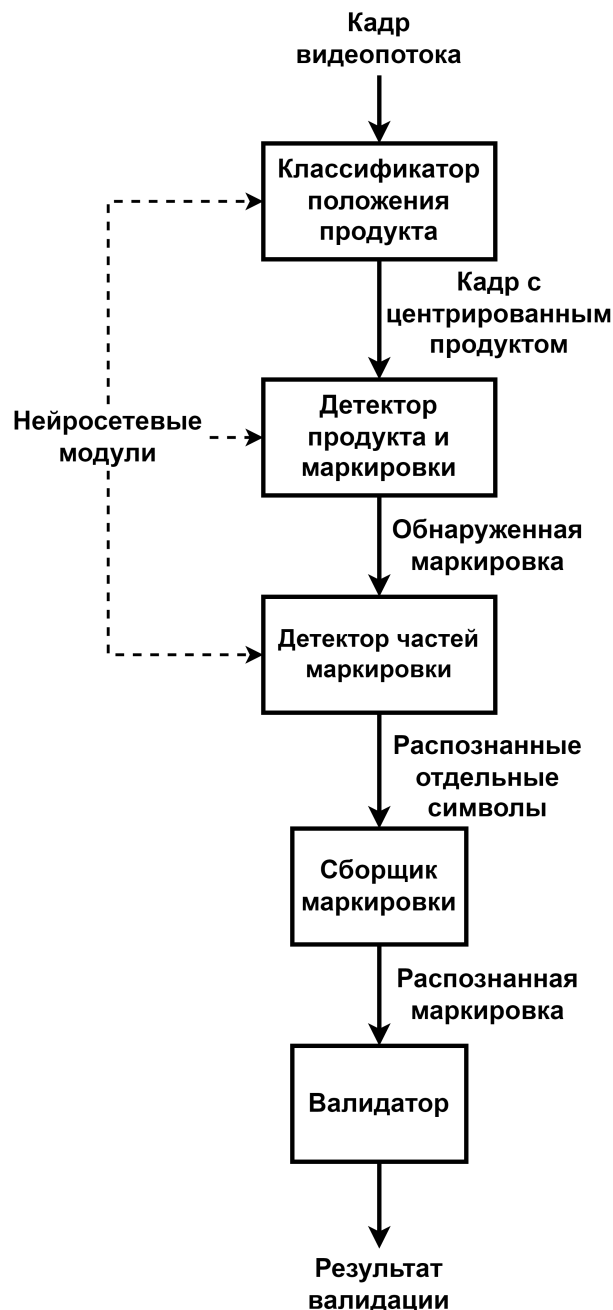 Кадр
видеопотока
Классификатор
положения
продукта
Кадр с
центрированным
продуктом
Нейросетевые
модули
Детектор
продукта и
маркировки
Обнаруженная
маркировка
Детектор частей
маркировки
Распознанные
отдельные
символы
Сборщик
маркировки
Распознанная
маркировка
Валидатор
Результат
валидации